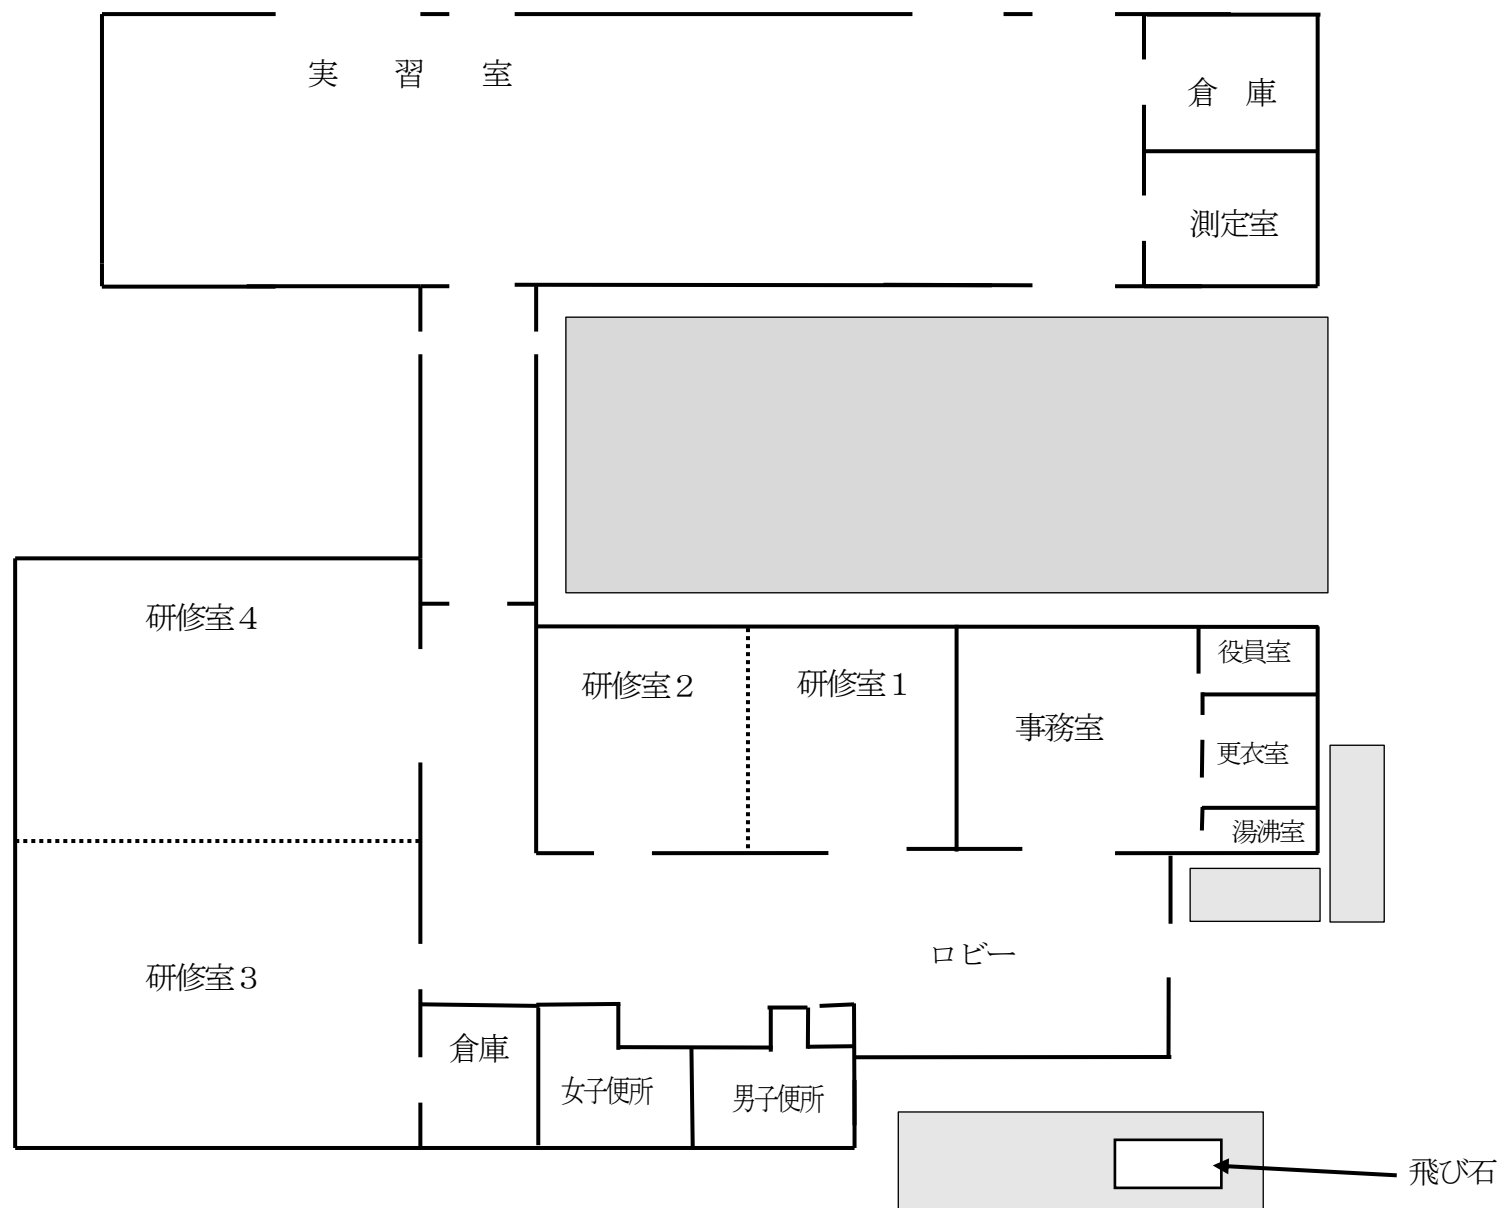 実　習　室
倉　庫
測定室
研修室４
研修室２
研修室１
事務室
役員室
更衣室
湯沸室
研修室３
ロビー
倉庫
女子便所
男子便所
飛び石